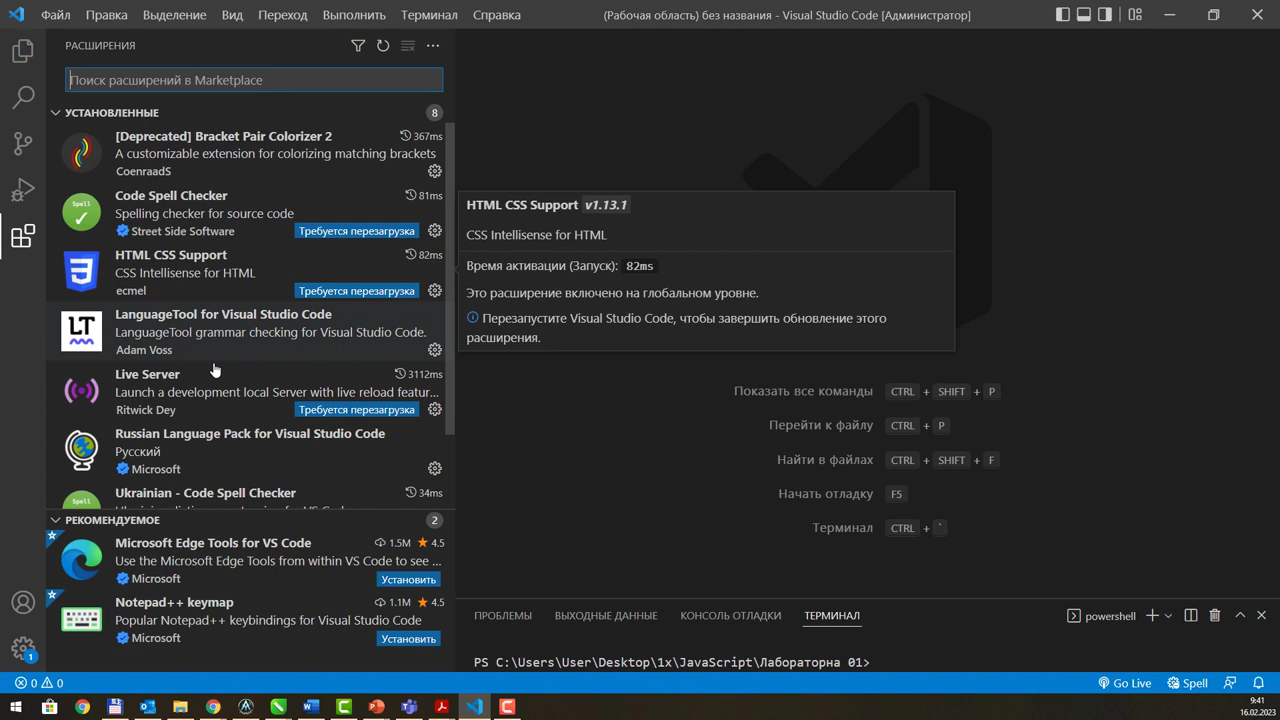 Файл Правка Выделение Вид Переход Выполнить Терминал Справка (Рабочая область) без названия - Visual Studio Code [Администратор]
РАСШИРЕНИЯ
Поиск расширений в Marketplace
УСТАНОВЛЕННЫЕ 8
[Deprecated] Bracket Pair Colorizer 2 367ms
A customizable extension for colorizing matching brackets
CoenraadS
Spell
Code Spell Checker 81ms
Spelling checker for source code
Street Side Software Требуется перезагрузка
HTML CSS Support 82ms
CSS Intellisense for HTML
ecmel Требуется перезагрузка
LT
LanguageTool for Visual Studio Code
LanguageTool grammar checking for Visual Studio Code.
Adam Voss
Live Server 3112ms
Launch a development local Server with live reload featur...
Ritwick Dey Требуется перезагрузка
Russian Language Pack for Visual Studio Code
Русский
Microsoft
Spell
Ukrainian - Code Spell Checker 34ms
РЕКОМЕНДУЕМОЕ 2
Microsoft Edge Tools for VS Code 1.5M 4.5
Use the Microsoft Edge Tools from within VS Code to see ...
Microsoft Установить
Notepad++ keymap 1.1M 4.5
Popular Notepad++ keybindings for Visual Studio Code
Microsoft Установить
HTML CSS Support v1.13.1
CSS Intellisense for HTML
Время активации (Запуск): 82ms
Это расширение включено на глобальном уровне.
Перезапустите Visual Studio Code, чтобы завершить обновление этого
расширения.
Показать все команды CTRL + SHIFT + P
Перейти к файлу CTRL + P
Найти в файлах CTRL + SHIFT + F
Начать отладку F5
Терминал CTRL + `
ПРОБЛЕМЫ ВЫХОДНЫЕ ДАННЫЕ КОНСОЛЬ ОТЛАДКИ ТЕРМИНАЛ powershell
PS C:\Users\User\Desktop\1x\JavaScript\Лабораторна 01>
1
0 0 Go Live Spell
9:41
16.02.2023